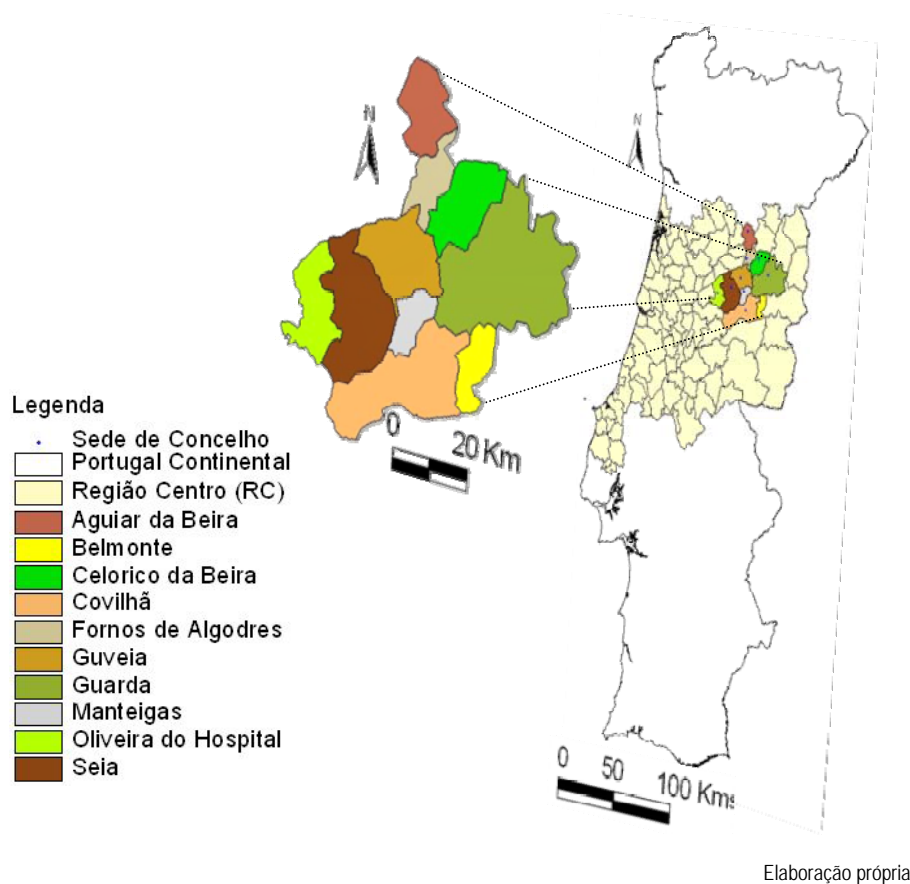 N
N
0
20 Km
Legenda
Sede de Concelho
Portugal Continental
Região Centro (RC)
Aguiar da Beira
Belmonte
Celorico da Beira
Covilhã
Fornos de Algodres
Guveia
Guarda
Manteigas
Oliveira do Hospital
Seia
0 50 100 Kms
Elaboração própria